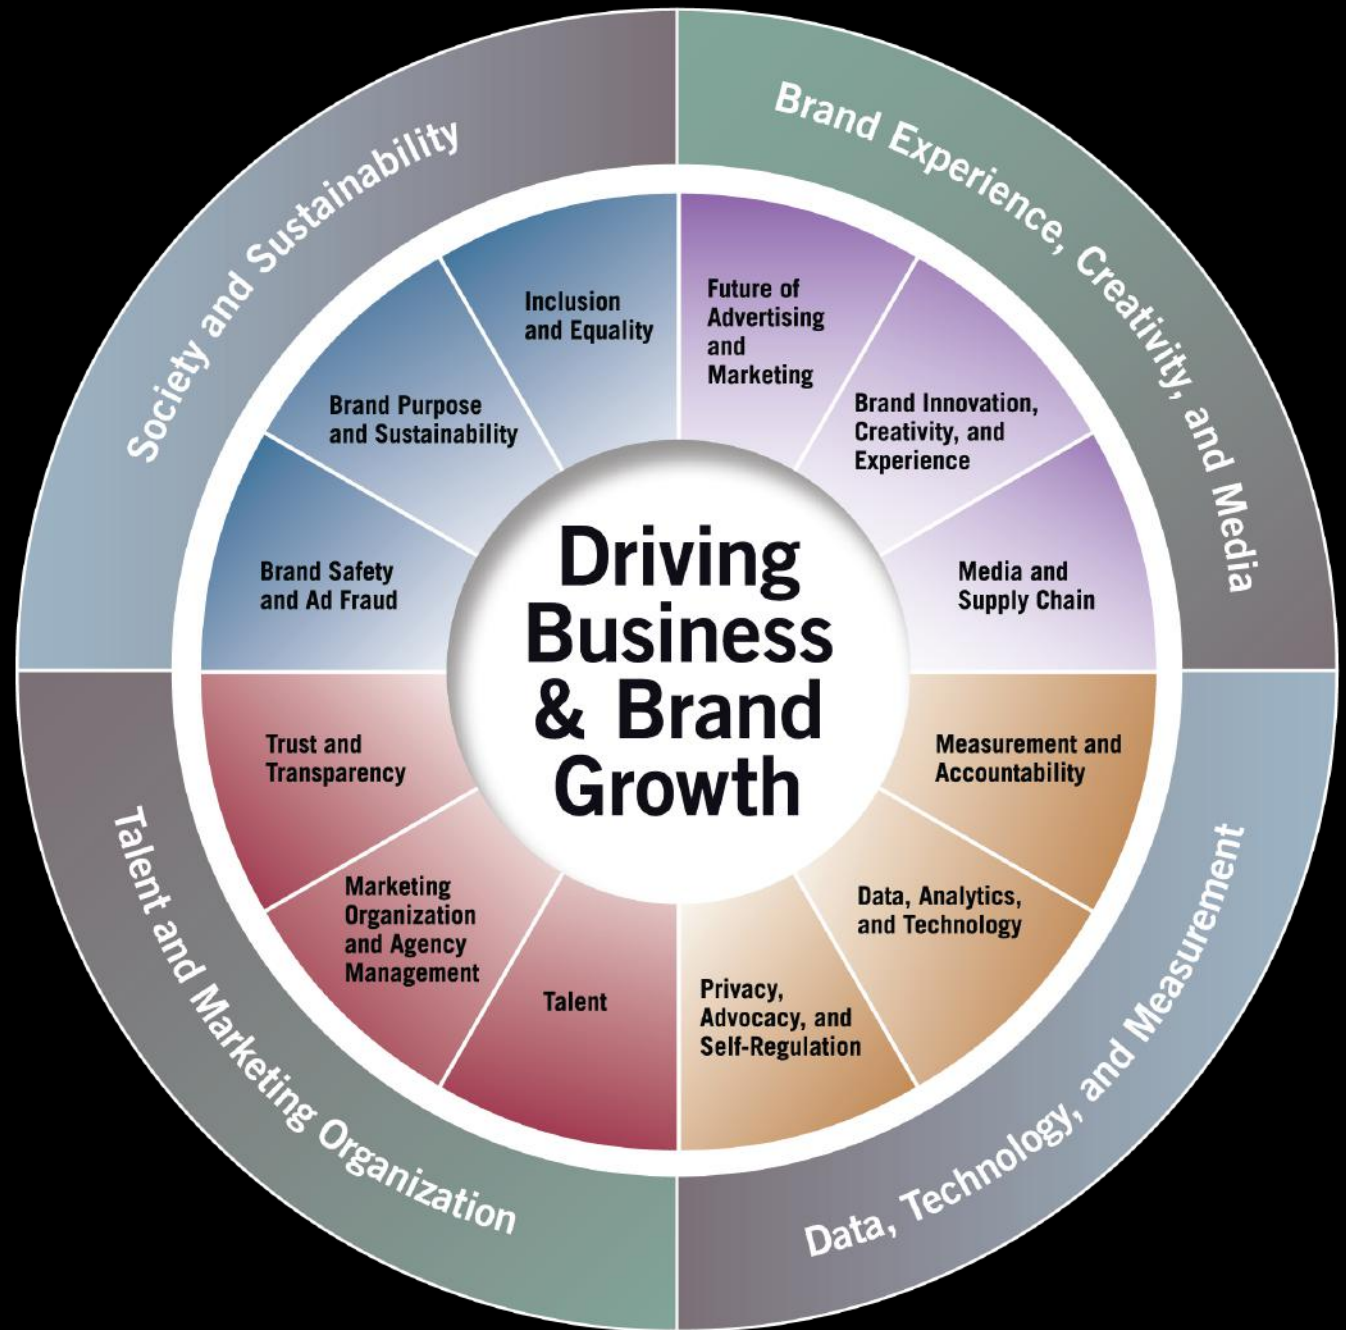 Society and Sustainability
Brand Experience, Creativity, and Media
Inclusion
and Equality
Future of
Advertising
and
Marketing
Brand Purpose
and Sustainability
Brand Innovation,
Creativity, and
Experience
Brand Safety
and Ad Fraud
Driving
Business
& Brand
Growth
Media and
Supply Chain
Trust and
Transparency
Measurement and
Accountability
Marketing
Organization
and Agency
Management
Data, Analytics,
and Technology
Talent
Privacy,
Advocacy, and
Self-Regulation
Talent and Marketing Organization
Data, Technology, and Measurement